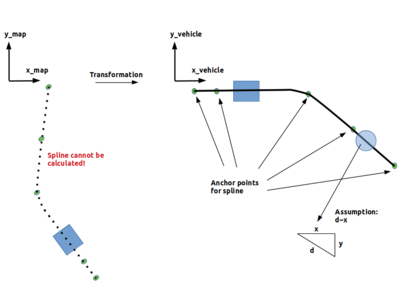 y_map
x_map
Transformation
y_vehicle
x_vehicle
Spline cannot be
calculated!
Anchor points
for spline
Assumption:
d~x
x
y
d